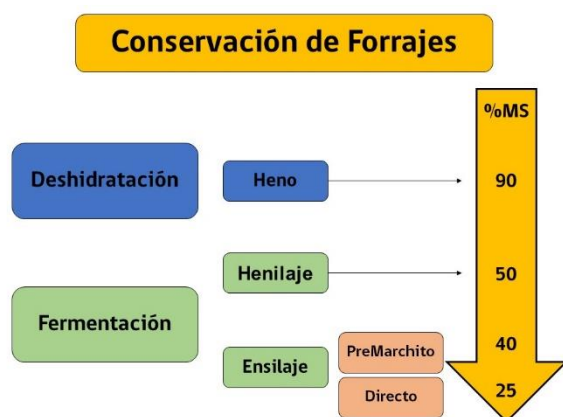 Conservación de Forrajes
%MS
Deshidratación
Heno
90
Henilaje
50
Fermentación
Ensilaje
PreMarchito
40
Directo
25